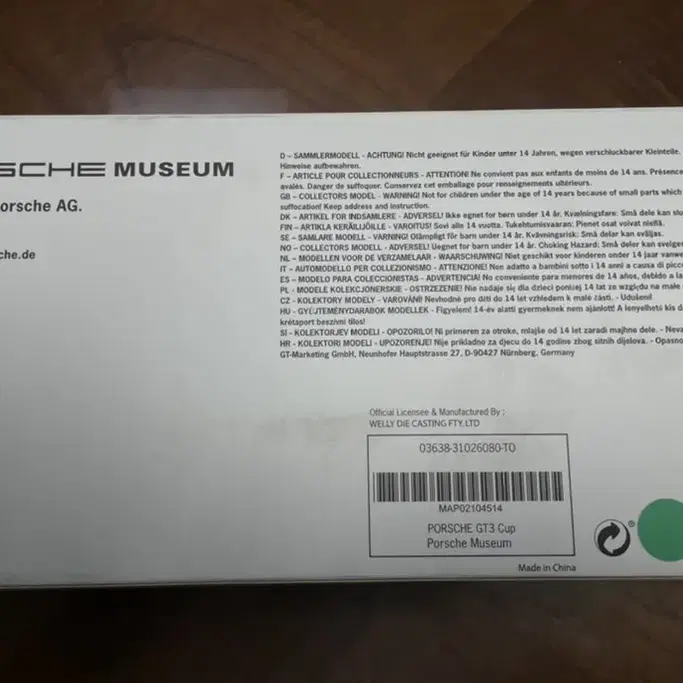 SCHE MUSEUM
orsche AG.
che.de
D – SAMMLERMODELL - ACHTUNG! Nicht geeignet für Kinder unter 14 Jahren, wegen verschluckbarer Kleinteile.
Hinweise aufbewahren.
F – ARTICLE POUR COLLECTIONNEURS - ATTENTION! Ne convient pas aux enfants de moins de 14 ans. Présence
avalés. Danger de suffoquer. Conservez cet emballage pour renseignements ultérieurs.
GB - COLLECTORS MODEL - WARNING! Not for children under the age of 14 years because of small parts which
suffocation! Keep address and instruction.
DK – ARTIKEL FOR INDSAMLERE - ADVERSEL! Ikke egnet for børn under 14 år. Kvælningsfare: Små dele kan slu
FIN – ARTIKLA KERÄILIJÖILLE - VAROITUS! Sovi alle 14 vuotta. Tukehtumisvaaran: Pienet osat voivat niellä.
SE – SAMLARE MODELL - VARNING! Olämpligt för barn under 14 år. Kvävningsrisk: Små delar kan sväljas.
NO – COLLECTORS MODELL - ADVERSEL! Uegnet for barn under 14 år. Choking Hazard: Små deler kan svelges
NL – MODELLEN VOOR DE VERZAMELAAR - WAARSCHUWING! Niet geschikt voor kinderen onder 14 jaar vanwe
IT – AUTOMODELLO PER COLLEZIONISMO - ATTENZIONE! Non adatto a bambini sotto i 14 anni a causa di picco
ES – MODELO PARA COLECCIONISTAS - ADVERTENCIA! No conveniente para menores de 14 años, debido a la
PL - MODELE KOLEKCJONERSKIE - OSTRZEZENIE! Nie nadaje się dla dzieci poniżej 14 lat ze względu na małe
CZ - KOLEKTORY MODELY - VAROVÁNÍ! Nevhodné pro děti do 14 let vzhledem k malé části. - Udušení!
HU - GYŰJTEMÉNYDARABOK MODELLEK - Figyelem! 14-év alatti gyermeknek nem ajánlott! A lenyelhető kis d
krétaport beszívni tilos!
SI - KOLEKTORJEV MODELI - OPOZORILO! Ni primeren za otroke, mlajše od 14 let zaradi majhne dele. - Neva
HR - KOLEKTORI MODELI - UPOZORENJE! Nije prikladno za djecu do 14 godine zbog sitnih dijelova. - Opasno
GT-Marketing GmbH, Neunhofer Hauptstrasse 27, D-90427 Nürnberg, Germany
Official Licensee & Manufactured By :
WELLY DIE CASTING FTY. LTD
03638-31026080-TO
MAP02104514
PORSCHE GT3 Cup
Porsche Museum
Made in China